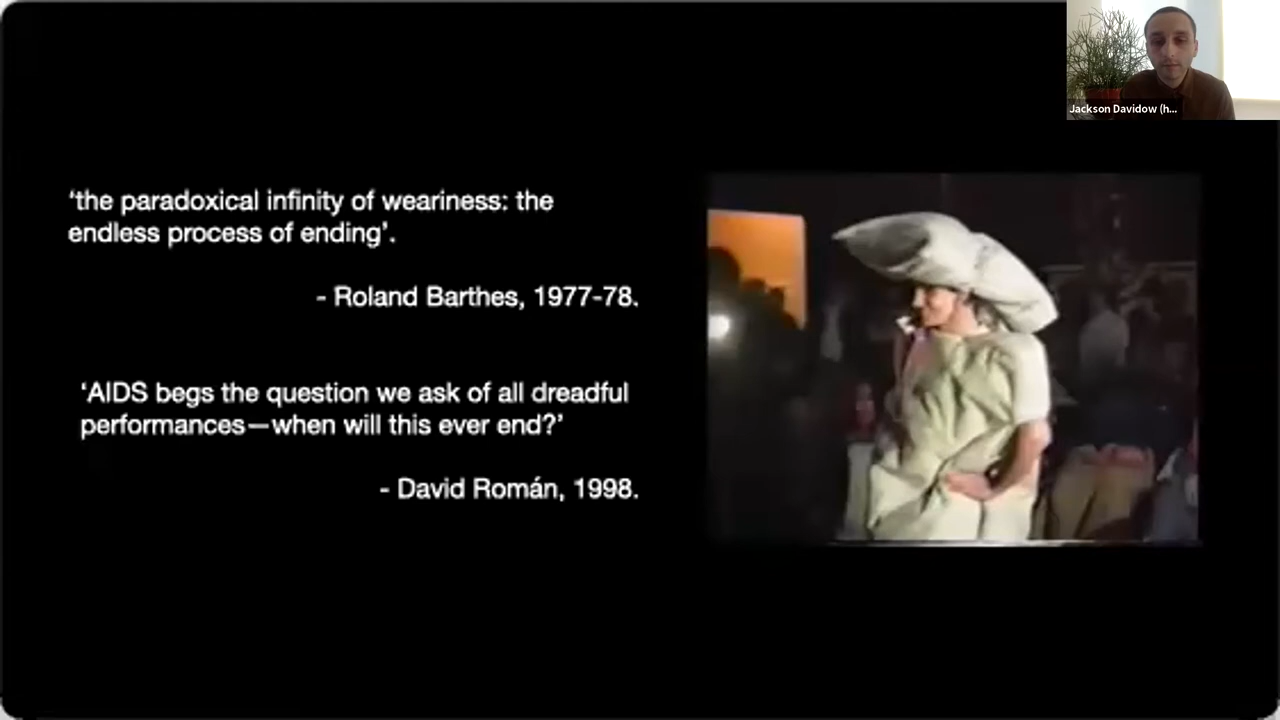 ‘the paradoxical infinity of weariness: the
endless process of ending’.
- Roland Barthes, 1977-78.
‘AIDS begs the question we ask of all dreadful
performances—when will this ever end?’
- David Román, 1998.
Jackson Davidow (h...